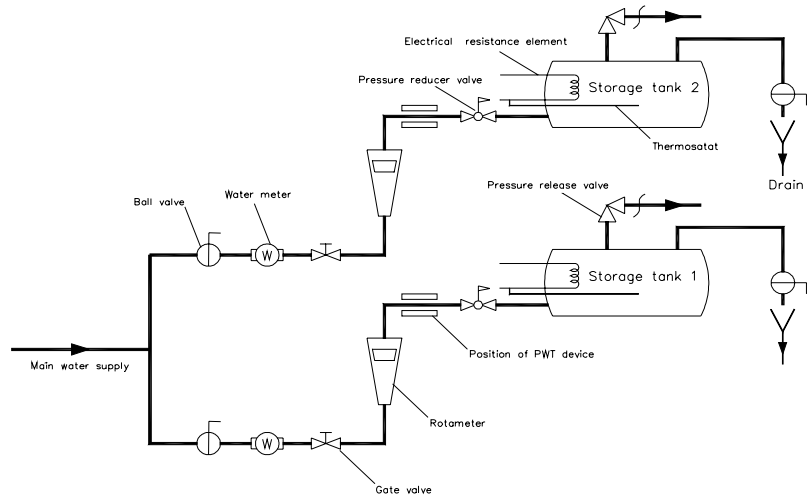 Electrical resistance element
Pressure reducer valve
Storage tank 2
Thermosatat
Drain
Pressure release valve
Water meter
Ball valve
W
Storage tank 1
Position of PWT device
Main water supply
Rotameter
W
Gate valve